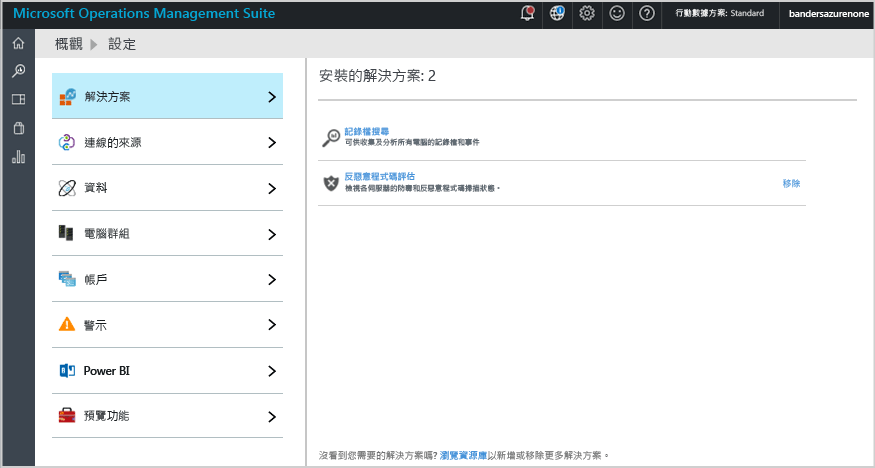 Microsoft Operations Management Suite
行動數據方案: Standard
bandersazurenone
概觀 設定
解決方案
連線的來源
資料
電腦群組
帳戶
警示
Power BI
預覽功能
安裝的解決方案: 2
記錄檔搜尋
可供收集及分析所有電腦的記錄檔和事件
反惡意程式碼評估
檢視各伺服器的防毒和反惡意程式碼掃描狀態。
移除
沒看到您需要的解決方案嗎? 瀏覽資源庫以新增或移除更多解決方案。